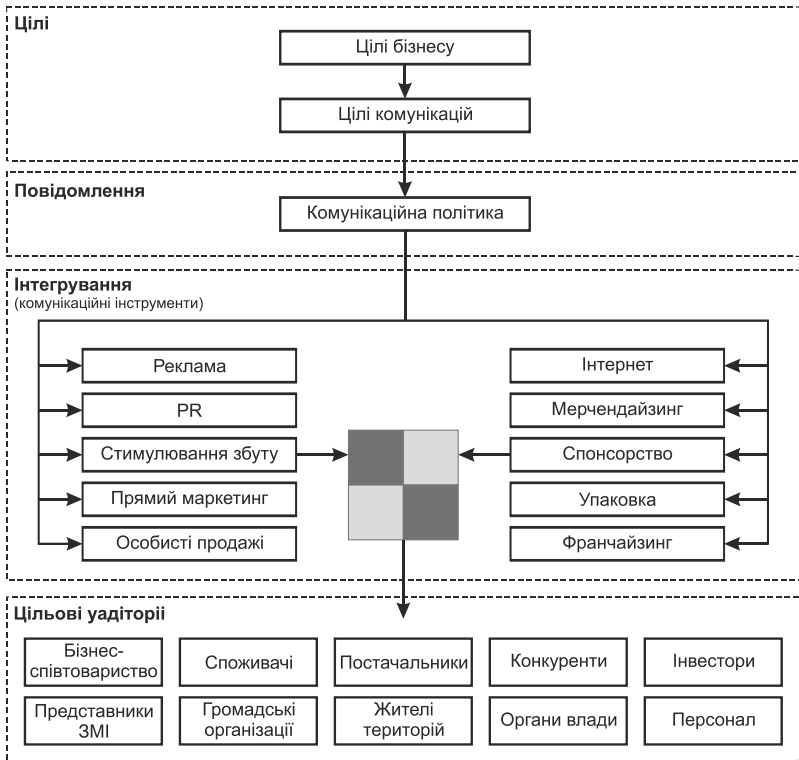 Цілі
Цілі бізнесу
Цілі комунікацій
Повідомлення
Комунікаційна політика
Інтегрування
(комунікаційні інструменти)
Реклама
PR
Стимулювання збуту
Прямий маркетинг
Особисті продажі
Інтернет
Мерчендайзинг
Спонсорство
Упаковка
Франчайзинг
Цільові уадіторіі
Бізнес-
співтовариство
Споживачі
Постачальники
Конкуренти
Інвестори
Представники
ЗМІ
Громадські
організації
Жителі
територій
Органи влади
Персонал